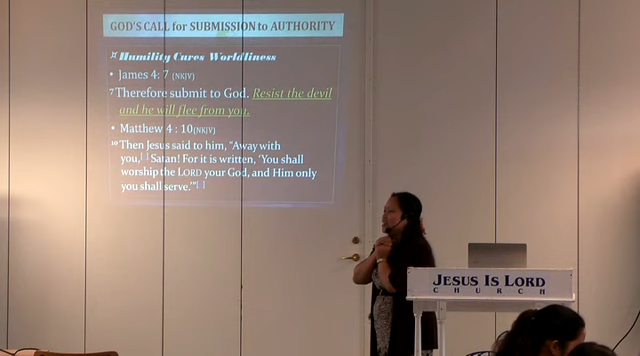 GOD'S CALL for SUBMISSION to AUTHORITY
¤Humility Cures Worldliness
• James 4: 7 (NKJV)
7 Therefore submit to God. Resist the devil
and he will flee from you.
• Matthew 4 : 10(NKJV)
10 Then Jesus said to him, "Away with
you,[ ] Satan! For it is written, 'You shall
worship the LORD your God, and Him only
you shall serve.'"[ ]
JESUS IS LORD
CHURCH